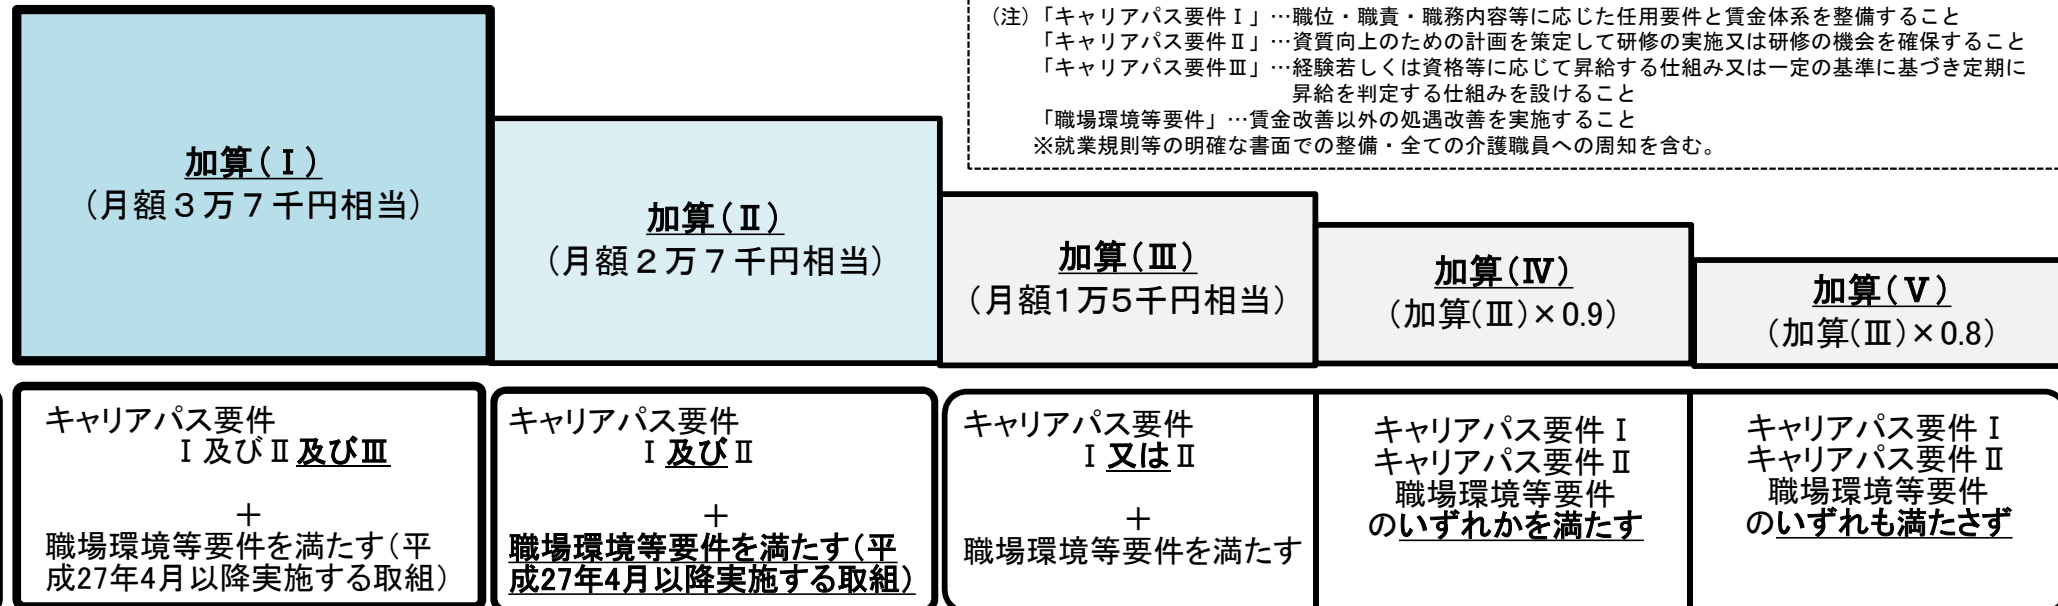 （注）「キャリアパス要件Ⅰ」…職位・職責・職務内容等に応じた任用要件と賃金体系を整備すること
「キャリアパス要件Ⅱ」…資質向上のための計画を策定して研修の実施又は研修の機会を確保すること
「キャリアパス要件Ⅲ」…経験若しくは資格等に応じて昇給する仕組み又は一定の基準に基づき定期に
昇給を判定する仕組みを設けること
「職場環境等要件」…賃金改善以外の処遇改善を実施すること
※就業規則等の明確な書面での整備・全ての介護職員への周知を含む。
加算（Ⅰ）
（月額３万７千円相当）
加算（Ⅱ）
（月額２万７千円相当）
加算（Ⅲ）
（月額1万5千円相当）
加算（Ⅳ）
（加算(Ⅲ)×0.9）
加算（Ⅴ）
（加算(Ⅲ)×0.8）
キャリアパス要件
Ⅰ及びⅡ及びⅢ
＋
職場環境等要件を満たす（平
成27年4月以降実施する取組）
キャリアパス要件
Ⅰ及びⅡ
＋
職場環境等要件を満たす（平
成27年4月以降実施する取組）
キャリアパス要件
Ⅰ又はⅡ
＋
職場環境等要件を満たす
キャリアパス要件Ⅰ
キャリアパス要件Ⅱ
職場環境等要件
のいずれかを満たす
キャリアパス要件Ⅰ
キャリアパス要件Ⅱ
職場環境等要件
のいずれも満たさず